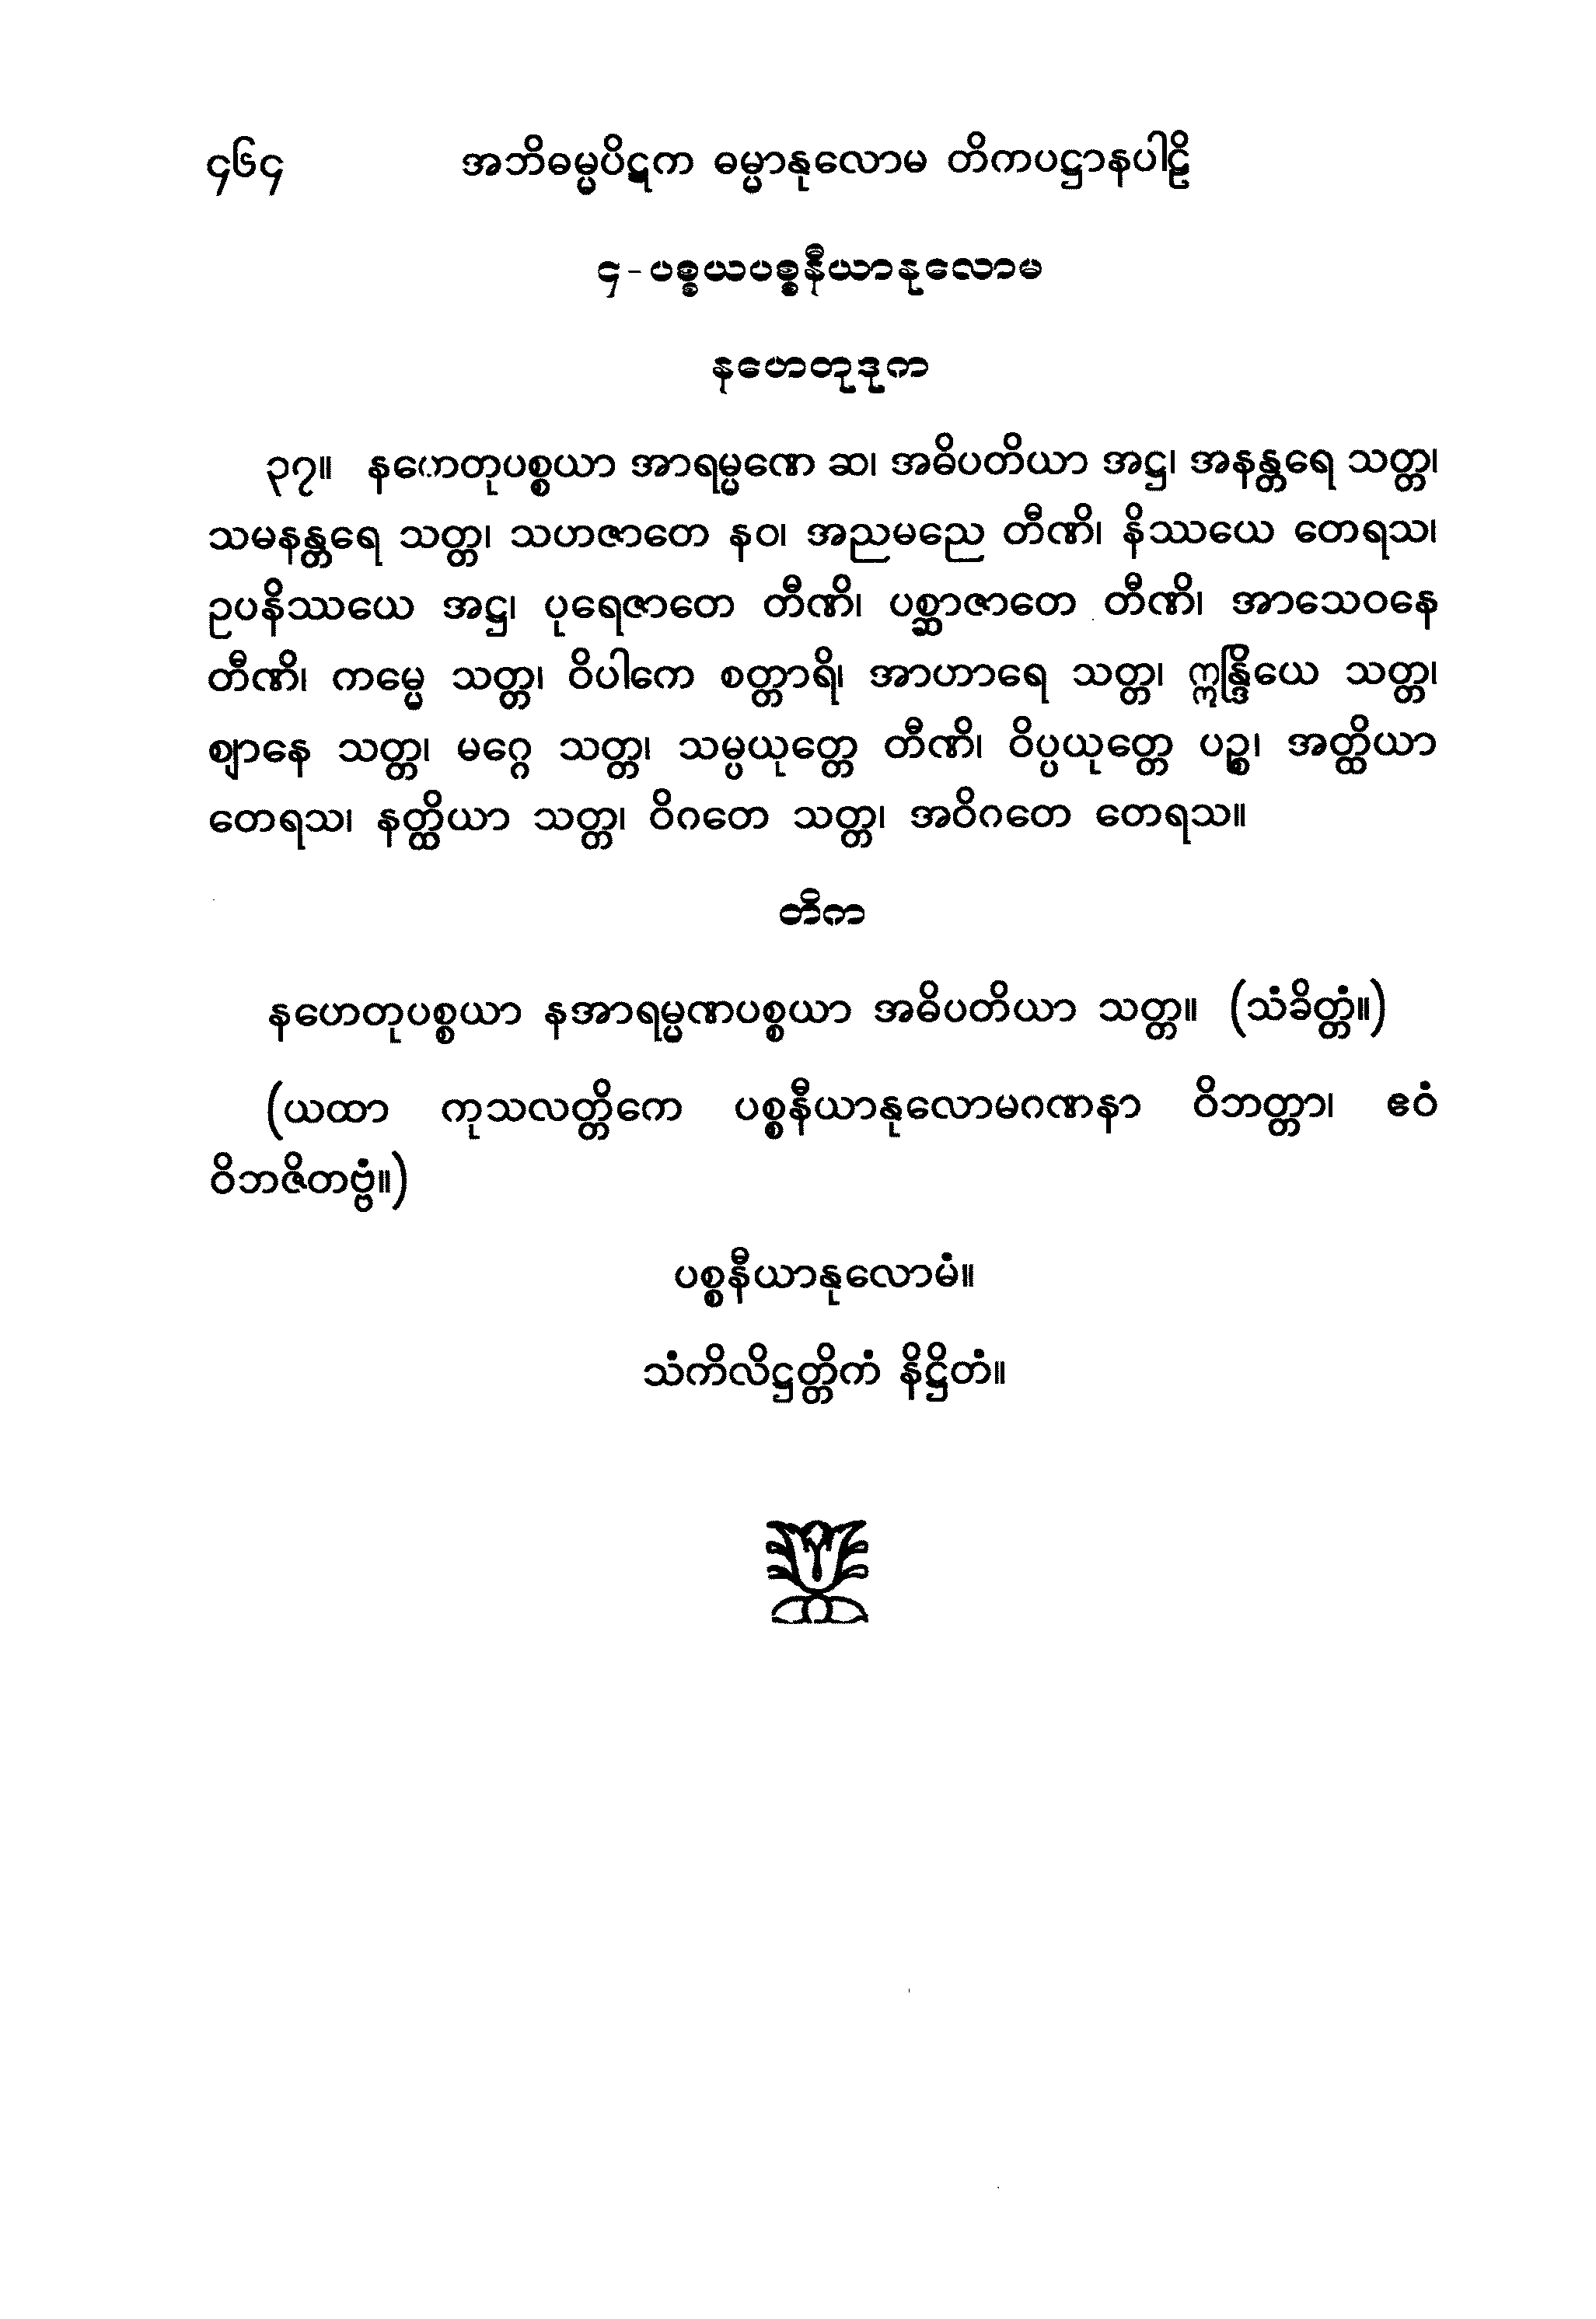 ၄၆၄ အဘိဓမ္မပိဋက ဓမ္မာနုလောမ တိကပဋ္ဌာနပါဠိ
၄-ပစ္စယပစ္စနီယာနုလောမ
နဟေတုဒုက
၃၇။ နဟေတုပစ္စယာ အာရမ္မဏေ ဆ၊ အဓိပတိယာ အဋ္ဌ၊ အနန္တရေ သတ္တ၊
သမနန္တရေ သတ္တ၊ သဟဇာတေ နဝ၊ အညမညေ တီဏိ၊ နိဿယေ တေရသ၊
ဥပနိဿယေ အဋ္ဌ၊ ပုရေဇာတေ တီဏိ၊ ပစ္ဆာဇာတေ တီဏိ၊ အာသေဝနေ
တီဏိ၊ ကမ္မေ သတ္တ၊ ဝိပါကေ စတ္တာရိ၊ အာဟာရေ သတ္တ၊ ဣန္ဒြိယေ သတ္တ၊
ဈာနေ သတ္တ၊ မဂ္ဂေ သတ္တ၊ သမ္ပယုတ္တေ တီဏိ၊ ဝိပ္ပယုတ္တေ ပဉ္စ၊ အတ္ထိယာ
တေရသ၊ နတ္ထိယာ သတ္တ၊ ဝိဂတေ သတ္တ၊ အဝိဂတေ တေရသ။
တိက
နဟေတုပစ္စယာ နအာရမ္မဏပစ္စယာ အဓိပတိယာ သတ္တ။ (သံခိတ္တံ။)
(ယထာ ကုသလတ္တိကေ ပစ္စနီယာနုလောမဂဏနာ ဝိဘတ္တာ၊ ဧဝံ
ဝိဘဇိတဗ္ဗံ။)
ပစ္စနီယာနုလောမံ။
သံကိလိဋ္ဌတ္တိကံ နိဋ္ဌိတံ။